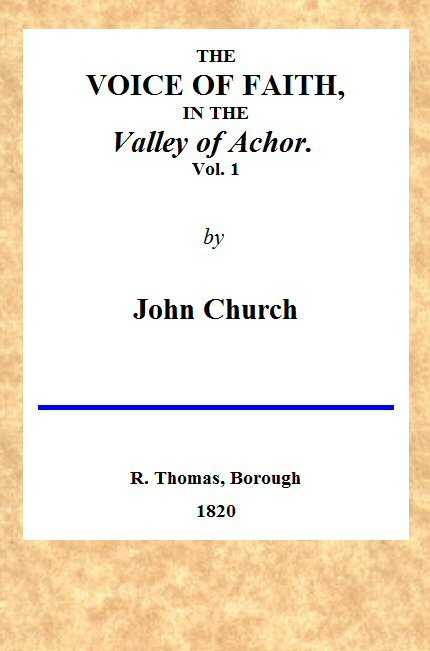 THE
VOICE OF FAITH,
IN THE
Valley of Achor.
Vol. 1
by
John Church
R. Thomas, Borough
1820